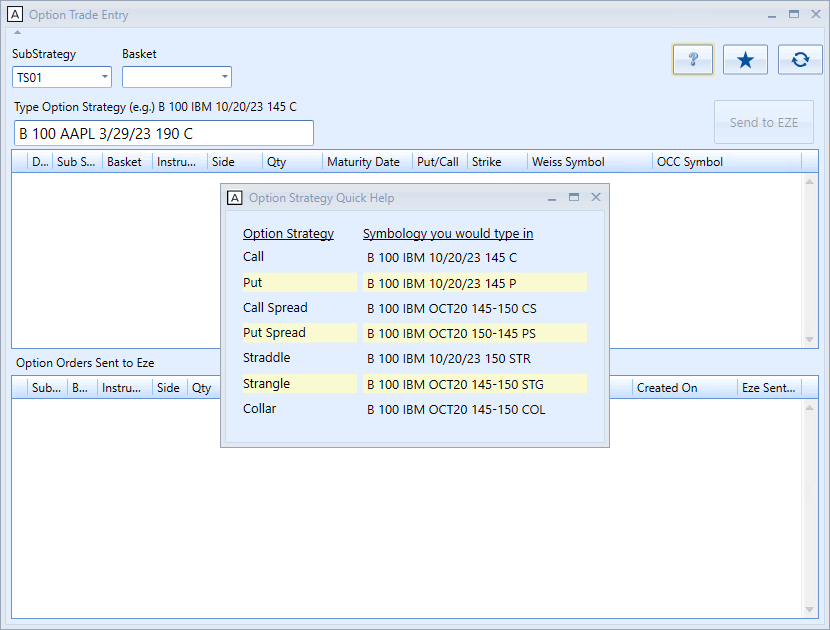 A Option Trade Entry
SubStrategy Basket
TS01
?
Type Option Strategy (e.g.) B 100 IBM 10/20/23 145 C
B 100 AAPL 3/29/23 190 C
Send to EZE
D... Sub S... Basket Instru... Side Qty Maturity Date Put/Call Strike Weiss Symbol OCC Symbol
A Option Strategy Quick Help
Option Strategy Symbology you would type in
Call B 100 IBM 10/20/23 145 C
Put B 100 IBM 10/20/23 145 P
Call Spread B 100 IBM OCT20 145-150 CS
Put Spread B 100 IBM OCT20 150-145 PS
Straddle B 100 IBM 10/20/23 150 STR
Strangle B 100 IBM OCT20 145-150 STG
Collar B 100 IBM OCT20 145-150 COL
Option Orders Sent to Eze
Sub... B... Instru... Side Qty Created On Eze Sent...